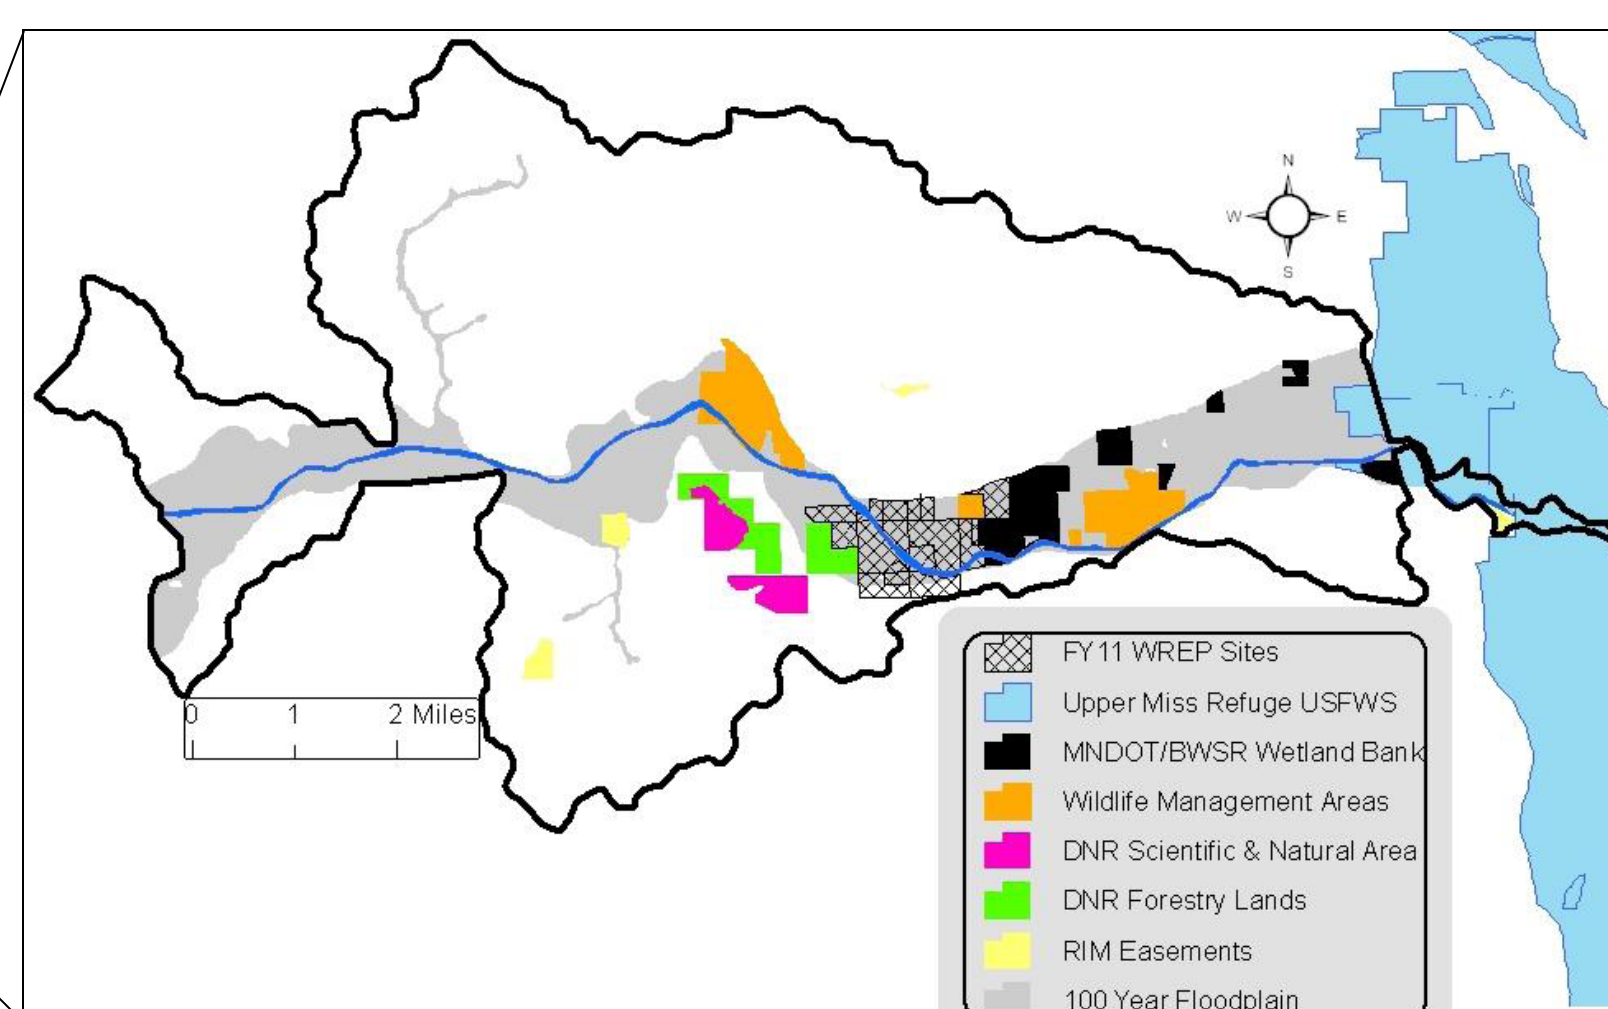 N
W E
S
0 1 2 Miles
FY11 WREP Sites
Upper Miss Refuge USFWS
MNDOT/BWSR Wetland Bank
Wildlife Management Areas
DNR Scientific & Natural Area
DNR Forestry Lands
RIM Easements
100 Year Floodplain